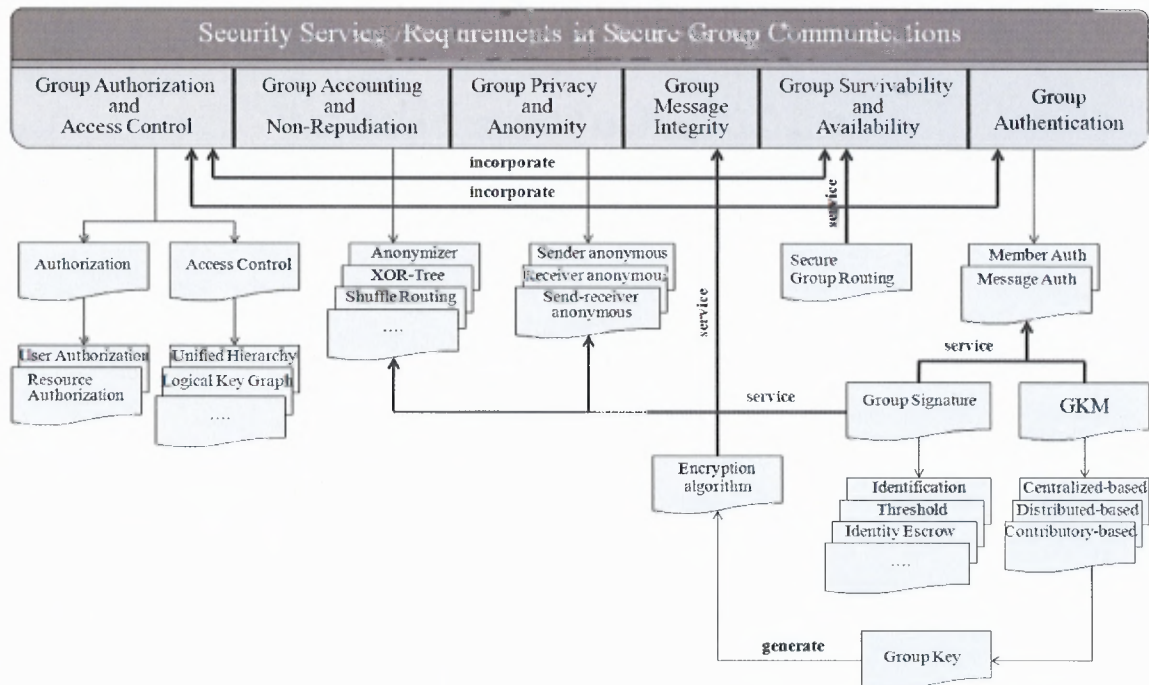 Security Service /Requrements in Secure Group Communications
Group Authorization
and
Access Control
Group Accounting
and
Non-Repudiation
Group Privacy
and
Anonymity
Group
Message
Integrity
Group Survivability
and
Availability
Group
Authentication
incorporate
incorporate
service
Authorization
Access Control
Anonymizer
XOR-Tree
Shuffle Routing
....
Sender anonymous
Receiver anonymous
Send-receiver
anonymous
service
Secure
Group Routing
Member Auth
Message Auth
User Authorization
Resource
Authorization
Unified Hierarchy
Logical Key Graph
....
service
service
Group Signature
GKM
Encryption
algorithm
Identification
Threshold
Identity Escrow
....
Centralized-based
Distributed-based
Contributory-based
generate
Group Key